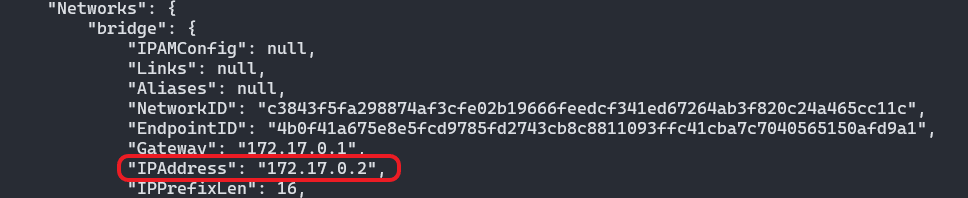 "Networks": {
"bridge": {
"IPAMConfig": null,
"Links": null,
"Aliases": null,
"NetworkID": "c3843f5fa298874af3cfe02b19666feedcf341ed67264ab3f820c24a465cc11c",
"EndpointID": "4b0f41a675e8e5fcd9785fd2743cb8c8811093ffc41cba7c7040565150afd9a1",
"Gateway": "172.17.0.1",
"IPAddress": "172.17.0.2",
"IPPrefixLen": 16,